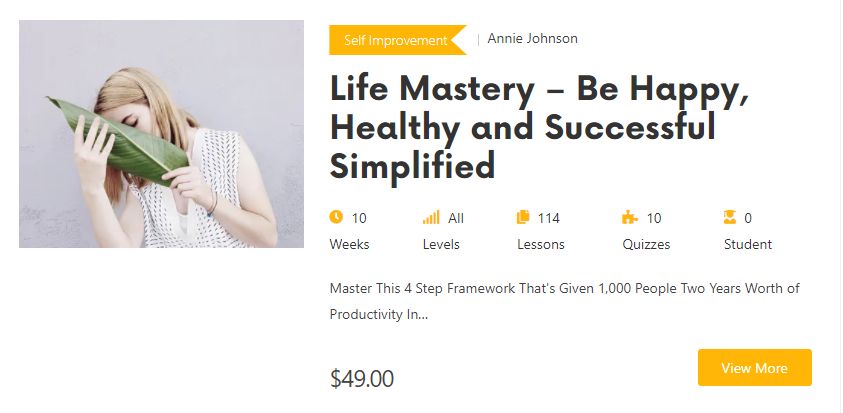 Self Improvement | Annie Johnson
Life Mastery – Be Happy,
Healthy and Successful
Simplified
10 All 114 10 0
Weeks Levels Lessons Quizzes Student
Master This 4 Step Framework That's Given 1,000 People Two Years Worth of
Productivity In...
$49.00
View More